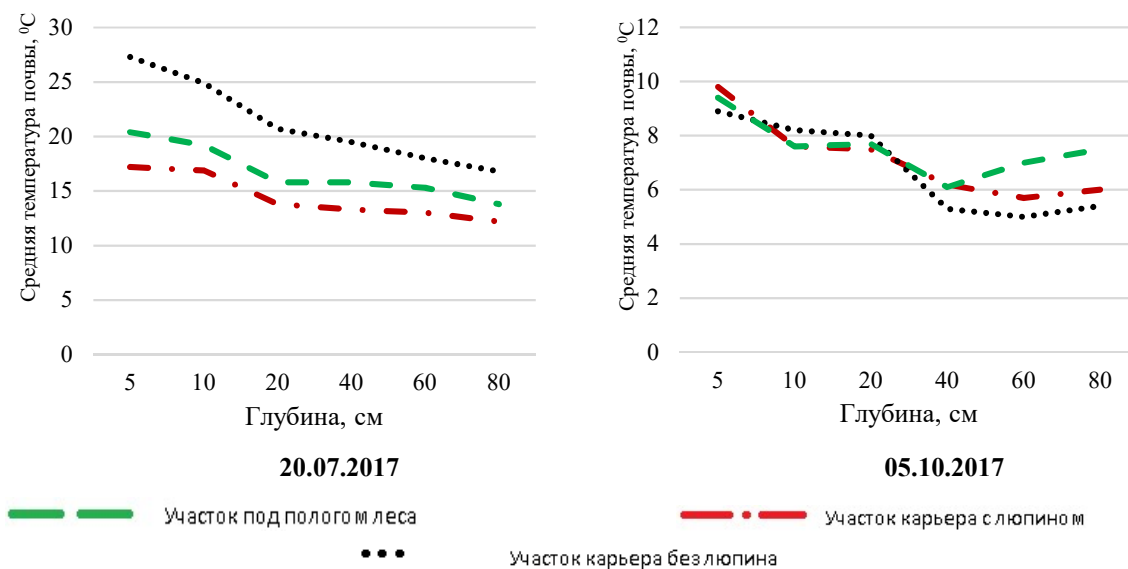 Средняя температура почвы, ⁰С
30
25
20
15
10
5
0
5 10 20 40 60 80
Глубина, см
20.07.2017
Средняя температура почвы, ⁰С
12
10
8
6
4
2
0
5 10 20 40 60 80
Глубина, см
05.10.2017
Участок под пологом леса
Участок карьера с люпином
Участок карьера без люпина